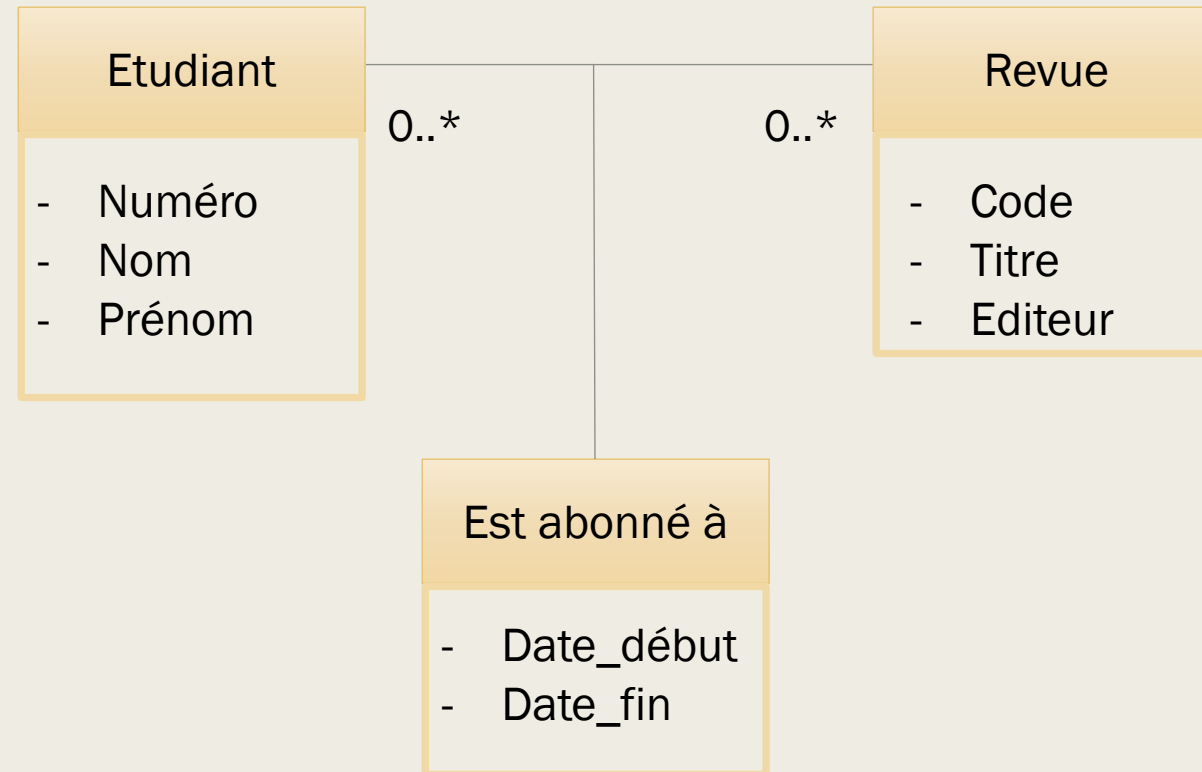 Etudiant
0..*
0..*
Revue
- Numéro
- Nom
- Prénom
- Code
- Titre
- Editeur
Est abonné à
- Date_début
- Date_fin